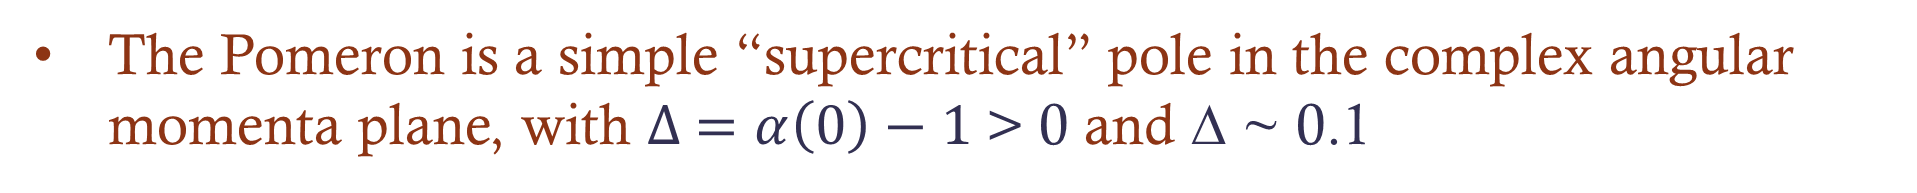 • The Pomeron is a simple “supercritical” pole in the complex angular
momenta plane, with Δ = α(0) − 1 > 0 and Δ ~ 0.1